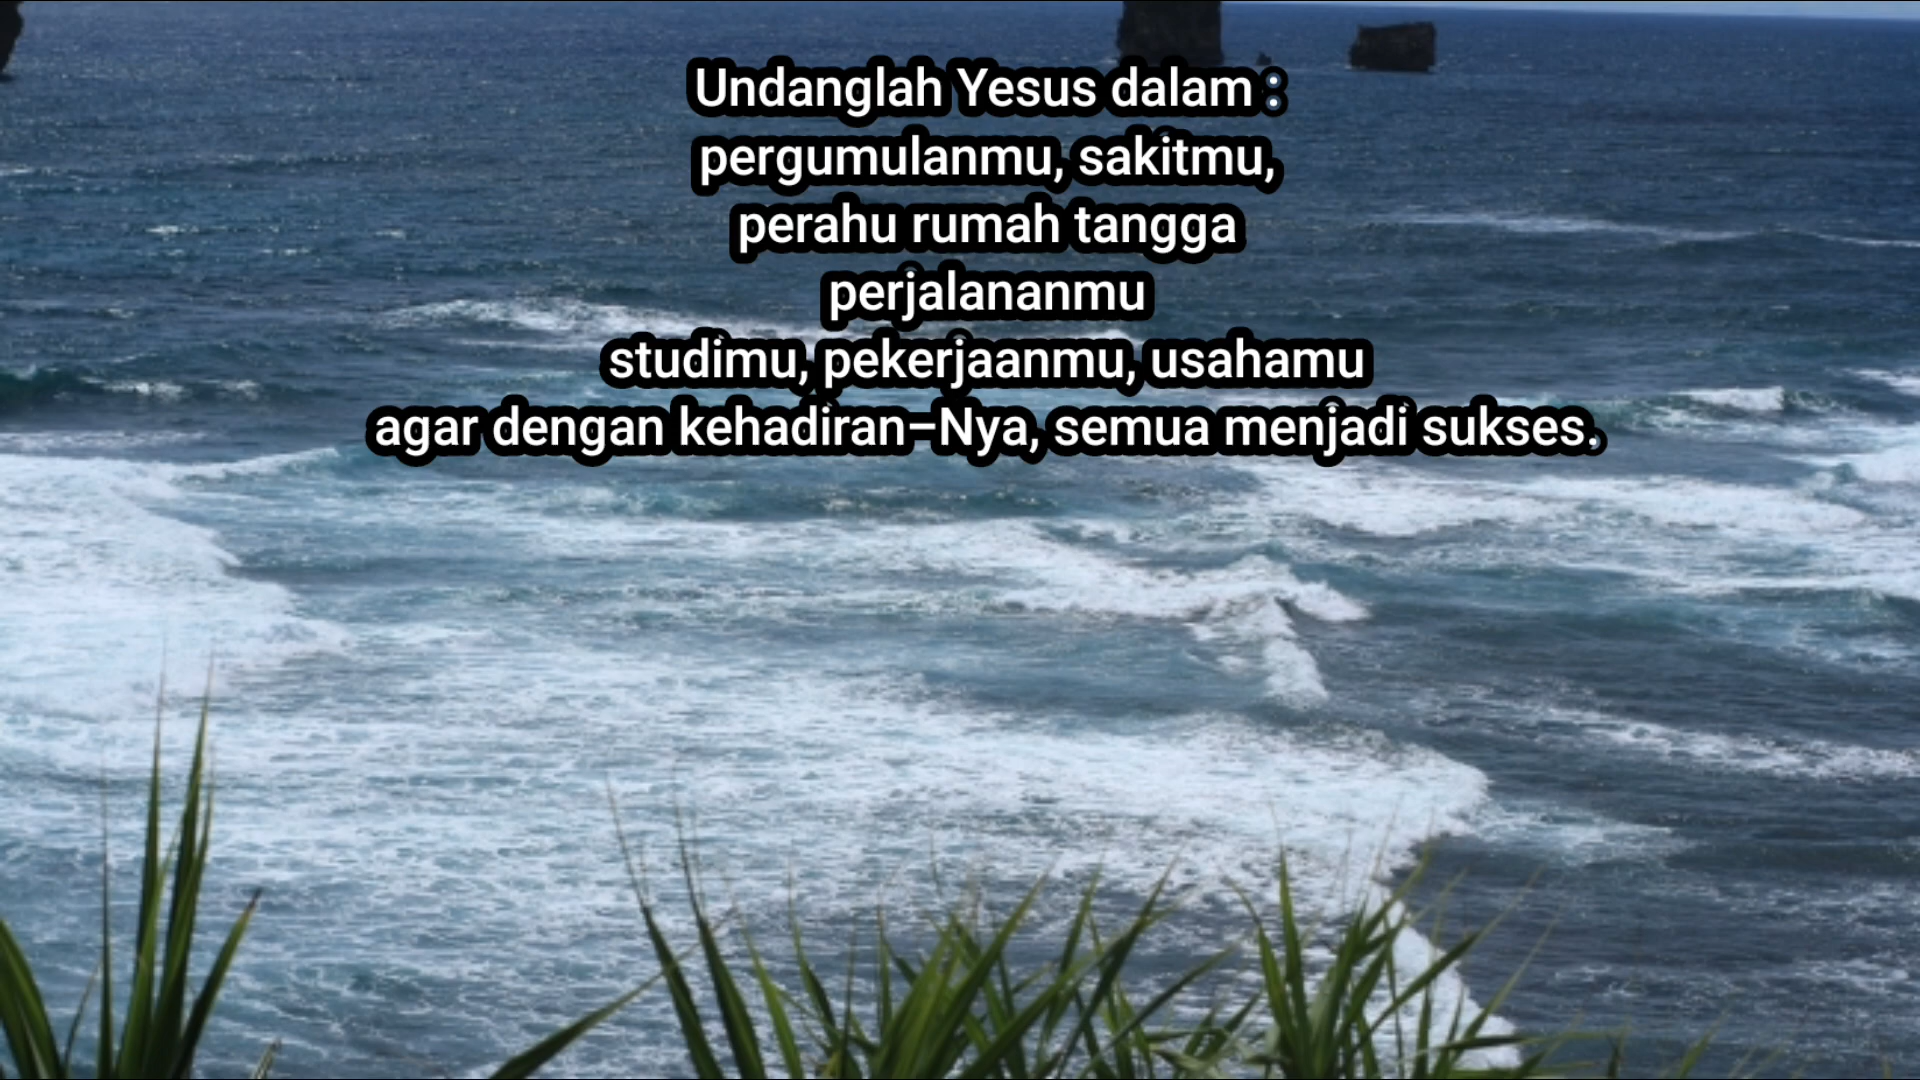 Undanglah Yesus dalam :
pergumulanmu, sakitmu,
perahu rumah tangga
perjalananmu
studimu, pekerjaanmu, usahamu
agar dengan kehadiran–Nya, semua menjadi sukses.